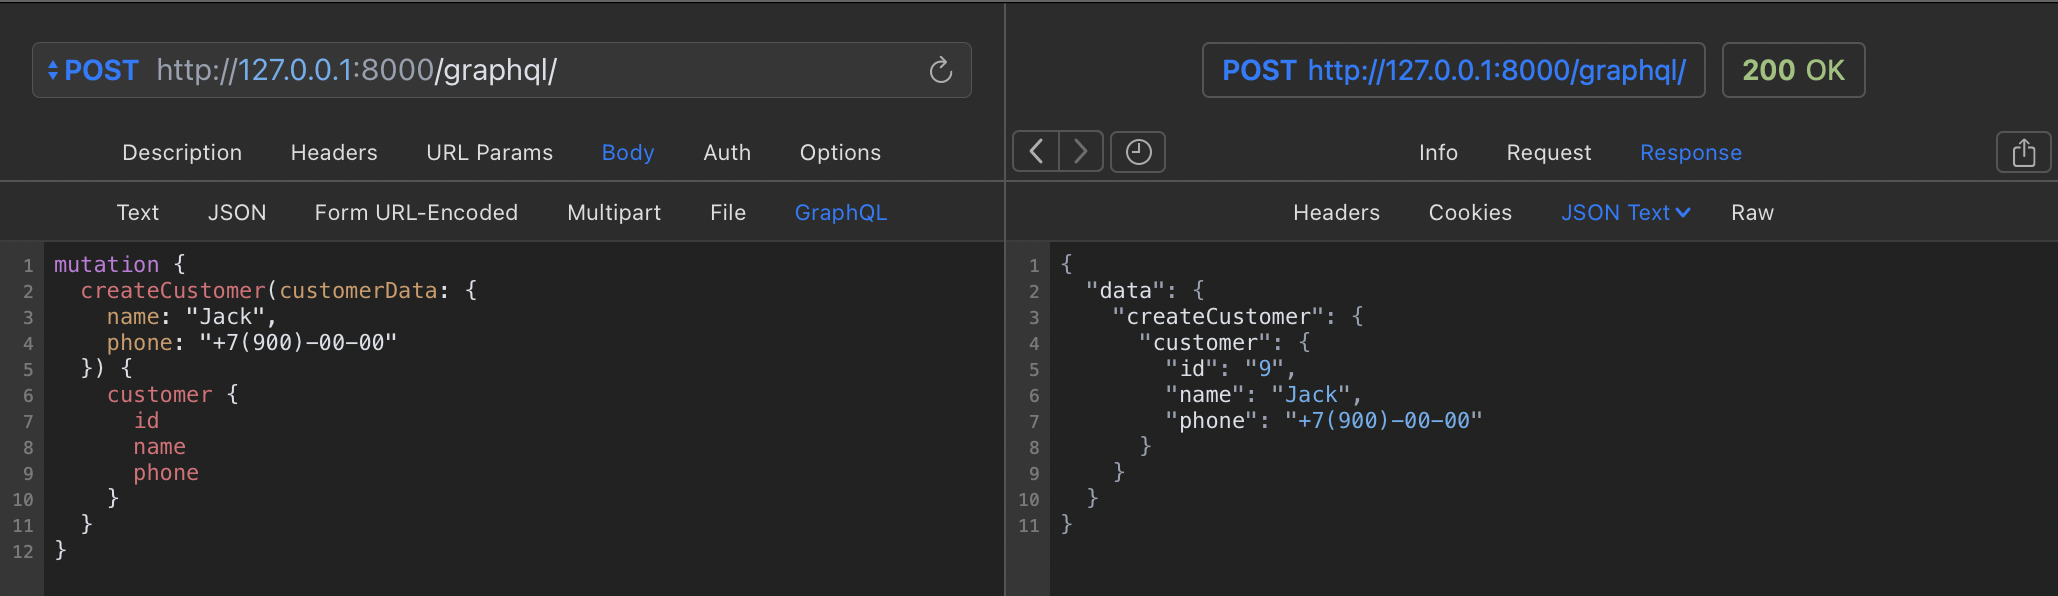 POST http://127.0.0.1:8000/graphql/
Description Headers URL Params Body Auth Options
Text JSON Form URL-Encoded Multipart File GraphQL
1 mutation {
2   createCustomer(customerData: {
3     name: "Jack",
4     phone: "+7(900)-00-00"
5   }) {
6     customer {
7       id
8       name
9       phone
10     }
11   }
12 }
POST http://127.0.0.1:8000/graphql/ 200 OK
Info Request Response
Headers Cookies JSON Text Raw
1 {
2   "data": {
3     "createCustomer": {
4       "customer": {
5         "id": "9",
6         "name": "Jack",
7         "phone": "+7(900)-00-00"
8       }
9     }
10   }
11 }